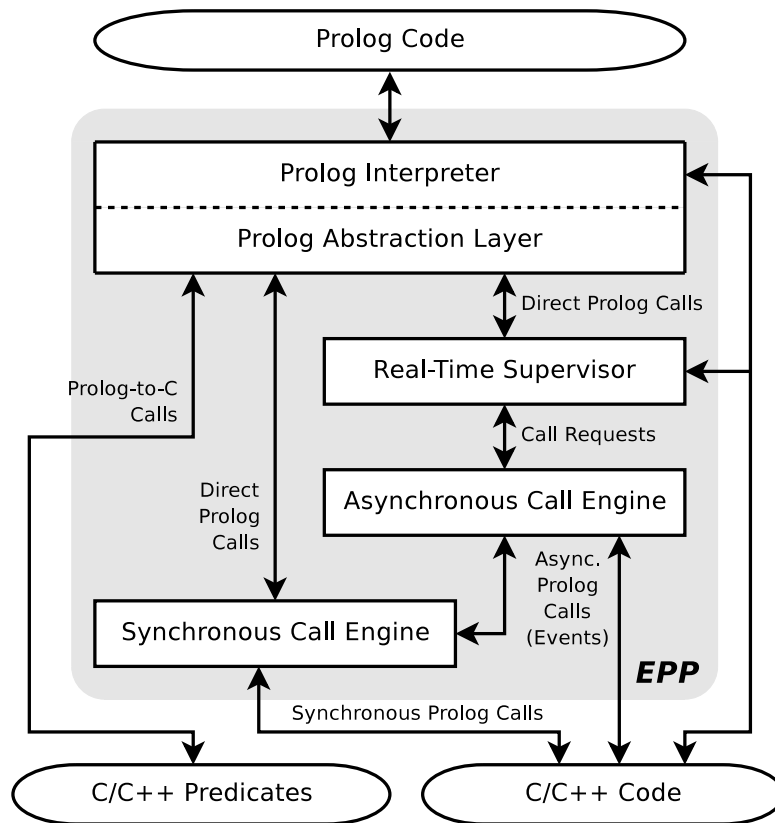 Prolog Code
Prolog Interpreter
Prolog Abstraction Layer
Direct Prolog Calls
Real-Time Supervisor
Prolog-to-C
Calls
Call Requests
Direct
Prolog
Calls
Asynchronous Call Engine
Async.
Prolog
Calls
(Events)
Synchronous Call Engine
EPP
Synchronous Prolog Calls
C/C++ Predicates
C/C++ Code